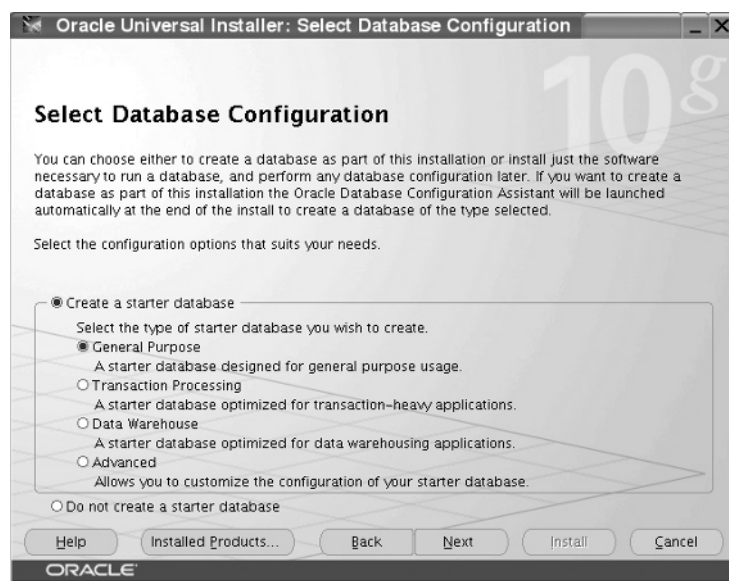 Oracle Universal Installer: Select Database Configuration
10g
Select Database Configuration
You can choose either to create a database as part of this installation or install just the software
necessary to run a database, and perform any database configuration later. If you want to create a
database as part of this installation the Oracle Database Configuration Assistant will be launched
automatically at the end of the install to create a database of the type selected.
Select the configuration options that suits your needs.
Create a starter database
Select the type of starter database you wish to create.
General Purpose
A starter database designed for general purpose usage.
Transaction Processing
A starter database optimized for transaction-heavy applications.
Data Warehouse
A starter database optimized for data warehousing applications.
Advanced
Allows you to customize the configuration of your starter database.
Do not create a starter database
Help Installed Products... Back Next Install Cancel
ORACLE